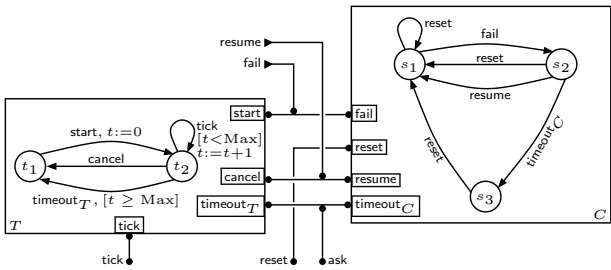 reset
fail
s1
reset
s2
resume
reset
timeoutC
s3
C
resume
fail
start
fail
reset
cancel
resume
timeoutT
timeoutC
start, t:=0
tick
[t<Max]
t:=t+1
t1
cancel
t2
timeoutT, [t ≥ Max]
T
tick
tick
reset
ask